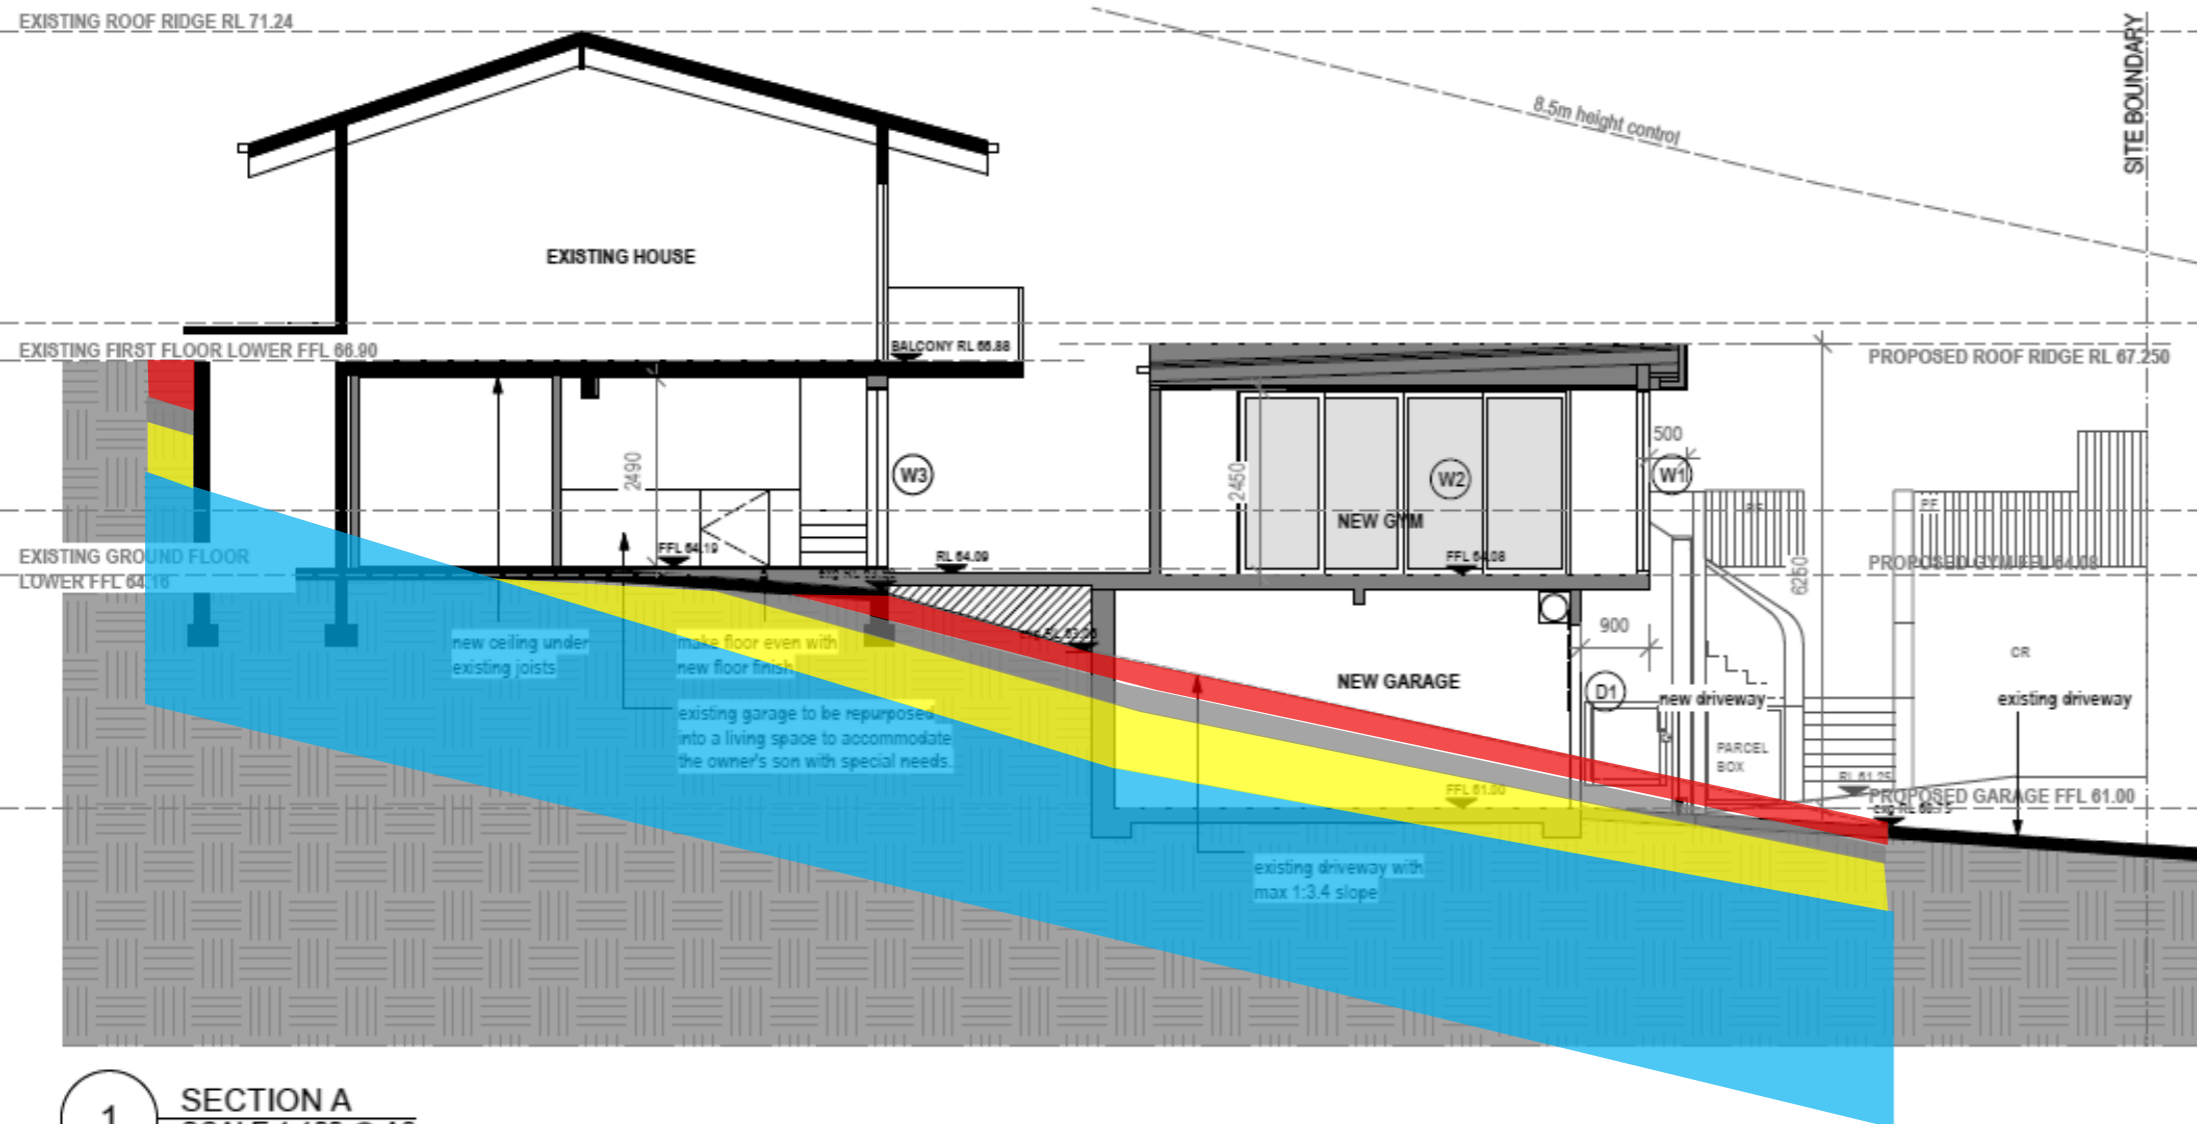 EXISTING ROOF RIDGE RL 71.24
SITE BOUNDARY
8.5m height control
EXISTING HOUSE
EXISTING FIRST FLOOR LOWER FFL 66.90
BALCONY RL 66.88
PROPOSED ROOF RIDGE RL 67.250
500
2490
W3
2450
W2
W1
NEW GYM
EXISTING GROUND FLOOR
LOWER FFL 64.16
FFL 64.19
RL 64.09
FFL 64.08
PROPOSED GYM FFL 64.08
6250
900
new ceiling under
existing joists
make floor even with
new floor finish
CR
NEW GARAGE
D1
new driveway
existing driveway
existing garage to be repurposed
into a living space to accommodate
the owner's son with special needs.
PARCEL
BOX
RL 61.25
FFL 61.00
PROPOSED GARAGE FFL 61.00
existing driveway with
max 1:3.4 slope
1
SECTION A